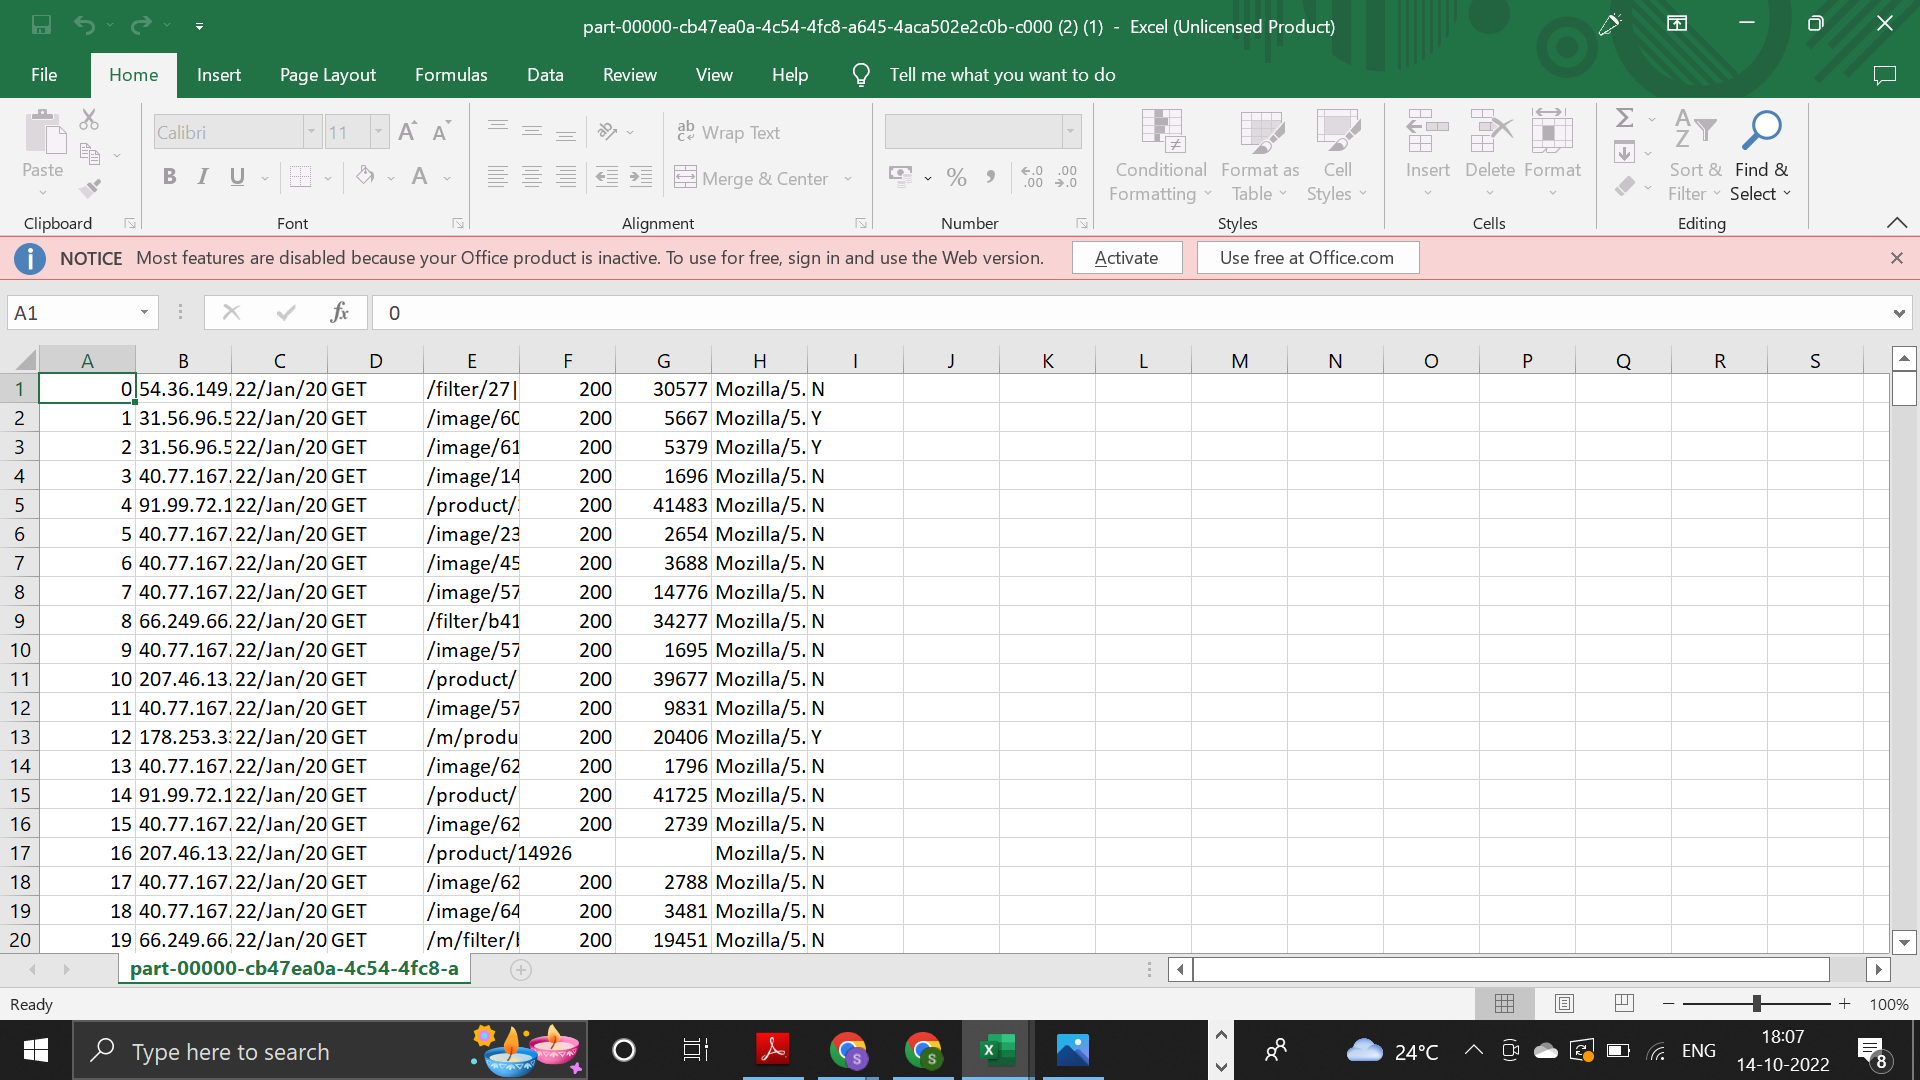 part-00000-cb47ea0a-4c54-4fc8-a645-4aca502e2c0b-c000 (2) (1) - Excel (Unlicensed Product)
File Home Insert Page Layout Formulas Data Review View Help Tell me what you want to do
Paste
Clipboard
Calibri 11
B I U
Font
Wrap Text
Merge & Center
Alignment
Number
Conditional Formatting
Format as Table
Cell Styles
Styles
Insert Delete Format
Cells
Sort & Filter
Find & Select
Editing
NOTICE Most features are disabled because your Office product is inactive. To use for free, sign in and use the Web version. Activate Use free at Office.com
A1 fx 0
A B C D E F G H I J K L M N O P Q R S
1 0 54.36.149. 22/Jan/20 GET /filter/27| 200 30577 Mozilla/5. N
2 1 31.56.96.5 22/Jan/20 GET /image/60 200 5667 Mozilla/5. Y
3 2 31.56.96.5 22/Jan/20 GET /image/61 200 5379 Mozilla/5. Y
4 3 40.77.167. 22/Jan/20 GET /image/14 200 1696 Mozilla/5. N
5 4 91.99.72.1 22/Jan/20 GET /product/ 200 41483 Mozilla/5. N
6 5 40.77.167. 22/Jan/20 GET /image/23 200 2654 Mozilla/5. N
7 6 40.77.167. 22/Jan/20 GET /image/45 200 3688 Mozilla/5. N
8 7 40.77.167. 22/Jan/20 GET /image/57 200 14776 Mozilla/5. N
9 8 66.249.66. 22/Jan/20 GET /filter/b41 200 34277 Mozilla/5. N
10 9 40.77.167. 22/Jan/20 GET /image/57 200 1695 Mozilla/5. N
11 10 207.46.13. 22/Jan/20 GET /product/ 200 39677 Mozilla/5. N
12 11 40.77.167. 22/Jan/20 GET /image/57 200 9831 Mozilla/5. N
13 12 178.253.3 22/Jan/20 GET /m/produ 200 20406 Mozilla/5. Y
14 13 40.77.167. 22/Jan/20 GET /image/62 200 1796 Mozilla/5. N
15 14 91.99.72.1 22/Jan/20 GET /product/ 200 41725 Mozilla/5. N
16 15 40.77.167. 22/Jan/20 GET /image/62 200 2739 Mozilla/5. N
17 16 207.46.13. 22/Jan/20 GET /product/14926 Mozilla/5. N
18 17 40.77.167. 22/Jan/20 GET /image/62 200 2788 Mozilla/5. N
19 18 40.77.167. 22/Jan/20 GET /image/64 200 3481 Mozilla/5. N
20 19 66.249.66. 22/Jan/20 GET /m/filter/ 200 19451 Mozilla/5. N
part-00000-cb47ea0a-4c54-4fc8-a
Ready 100%
Type here to search
24°C ENG
18:07
14-10-2022
8